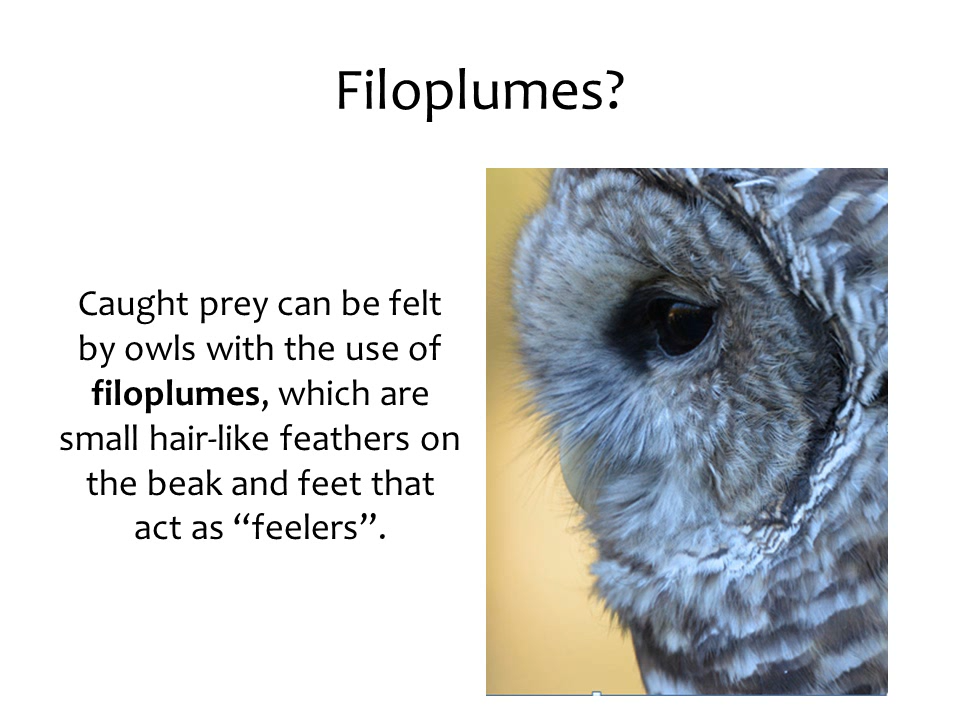 Filoplumes?
Caught prey can be felt
by owls with the use of
filoplumes, which are
small hair-like feathers on
the beak and feet that
act as “feelers”.